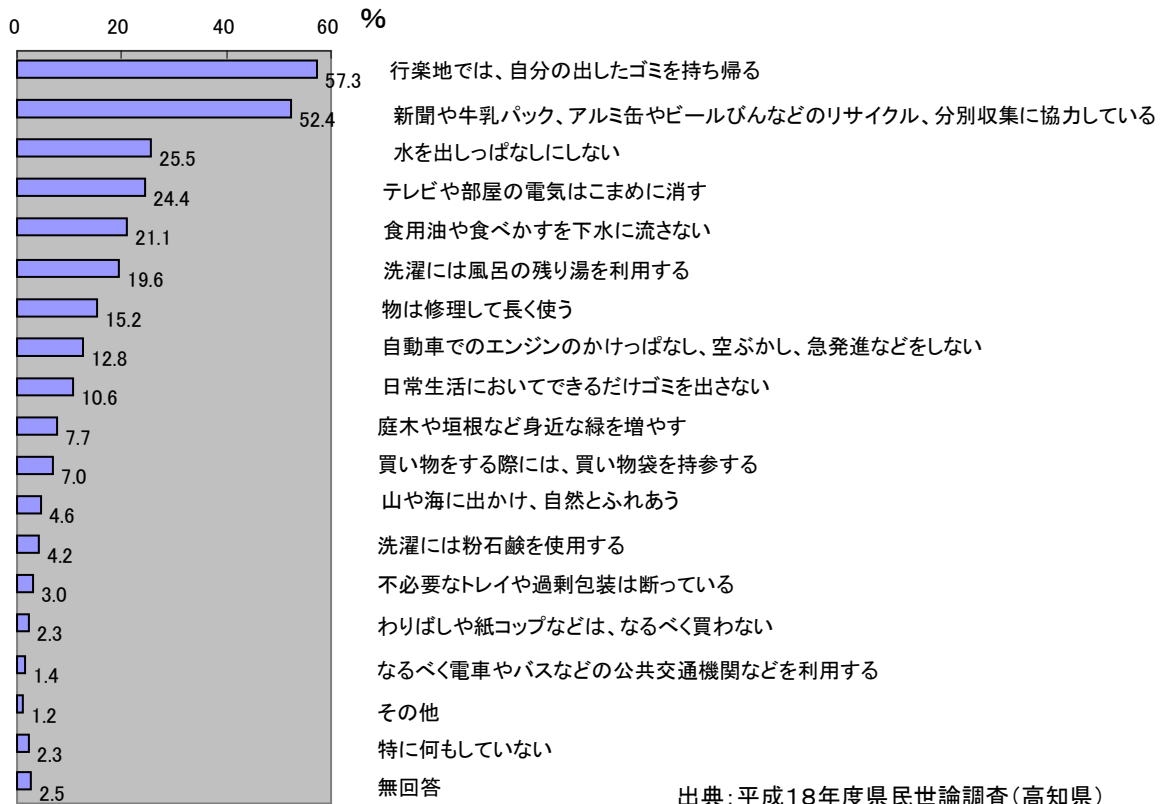 0 20 40 60 %
57.3 行楽地では、自分の出したゴミを持ち帰る
52.4 新聞や牛乳パック、アルミ缶やビールびんなどのリサイクル、分別収集に協力している
25.5 水を出しっぱなしにしない
24.4 テレビや部屋の電気はこまめに消す
21.1 食用油や食べかすを下水に流さない
19.6 洗濯には風呂の残り湯を利用する
15.2 物は修理して長く使う
12.8 自動車でのエンジンのかけっぱなし、空ぶかし、急発進などをしない
10.6 日常生活においてできるだけゴミを出さない
7.7 庭木や垣根など身近な緑を増やす
7.0 買い物をする際には、買い物袋を持参する
4.6 山や海に出かけ、自然とふれあう
4.2 洗濯には粉石鹸を使用する
3.0 不必要なトレイや過剰包装は断っている
2.3 わりばしや紙コップなどは、なるべく買わない
1.4 なるべく電車やバスなどの公共交通機関などを利用する
1.2 その他
2.3 特に何もしていない
2.5 無回答
出典：平成18年度県民世論調査（高知県）